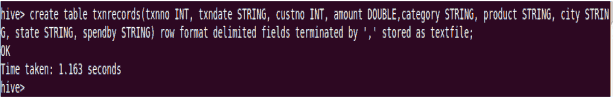 hive> create table txnrecords(txnno INT, txndate STRING, custno INT, amount DOUBLE,category STRING, product STRING, city STRIN
G, state STRING, spendby STRING) row format delimited fields terminated by ',' stored as textfile;
OK
Time taken: 1.163 seconds
hive>